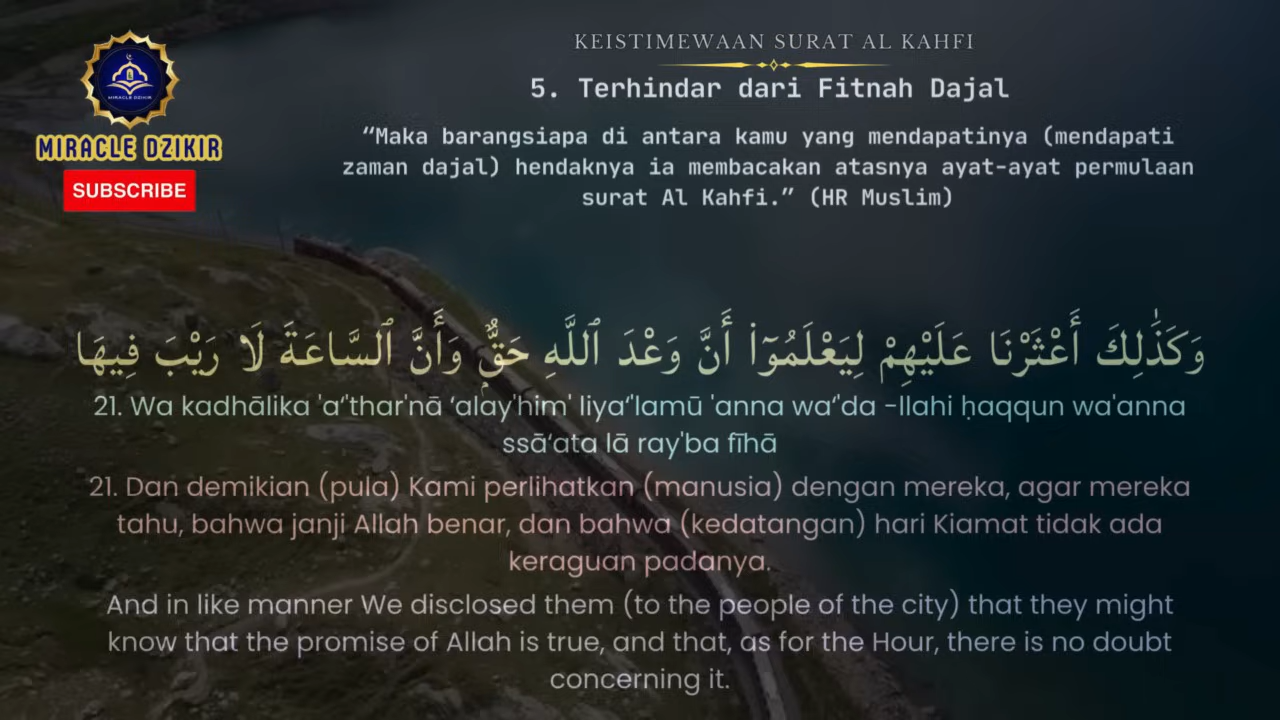 KEISTIMEWAAN SURAT AL KAHFI
5. Terhindar dari Fitnah Dajal
“Maka barangsiapa di antara kamu yang mendapatinya (mendapati
zaman dajal) hendaknya ia membacakan atasnya ayat-ayat permulaan
surat Al Kahfi.” (HR Muslim)
MIRACLE DZIKIR
MIRACLE DZIKIR
SUBSCRIBE
وَكَذَٰلِكَ أَعْثَرْنَا عَلَيْهِمْ لِيَعْلَمُوٓا۟ أَنَّ وَعْدَ ٱللَّهِ حَقٌّۭ وَأَنَّ ٱلسَّاعَةَ لَا رَيْبَ فِيهَا
21. Wa kadhālika 'a‘'thar'nā ‘alay'him' liya‘'lamū 'anna wa‘'da -llahi ḥaqqun wa'anna
ssā‘ata lā ray'ba fīhā
21. Dan demikian (pula) Kami perlihatkan (manusia) dengan mereka, agar mereka
tahu, bahwa janji Allah benar, dan bahwa (kedatangan) hari Kiamat tidak ada
keraguan padanya.
And in like manner We disclosed them (to the people of the city) that they might
know that the promise of Allah is true, and that, as for the Hour, there is no doubt
concerning it.